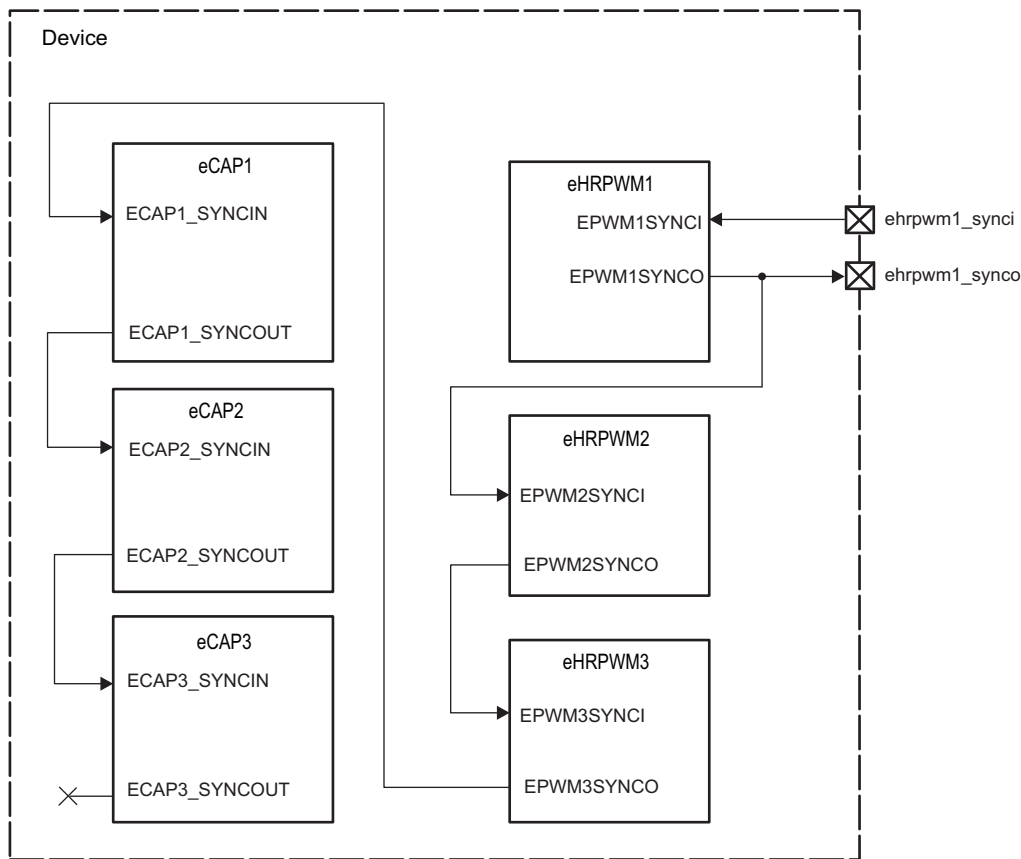 Device
eCAP1
ECAP1_SYNCIN
ECAP1_SYNCOUT
eCAP2
ECAP2_SYNCIN
ECAP2_SYNCOUT
eCAP3
ECAP3_SYNCIN
ECAP3_SYNCOUT
eHRPWM1
EPWM1SYNCI
EPWM1SYNCO
ehrpwm1_synci
ehrpwm1_synco
eHRPWM2
EPWM2SYNCI
EPWM2SYNCO
eHRPWM3
EPWM3SYNCI
EPWM3SYNCO